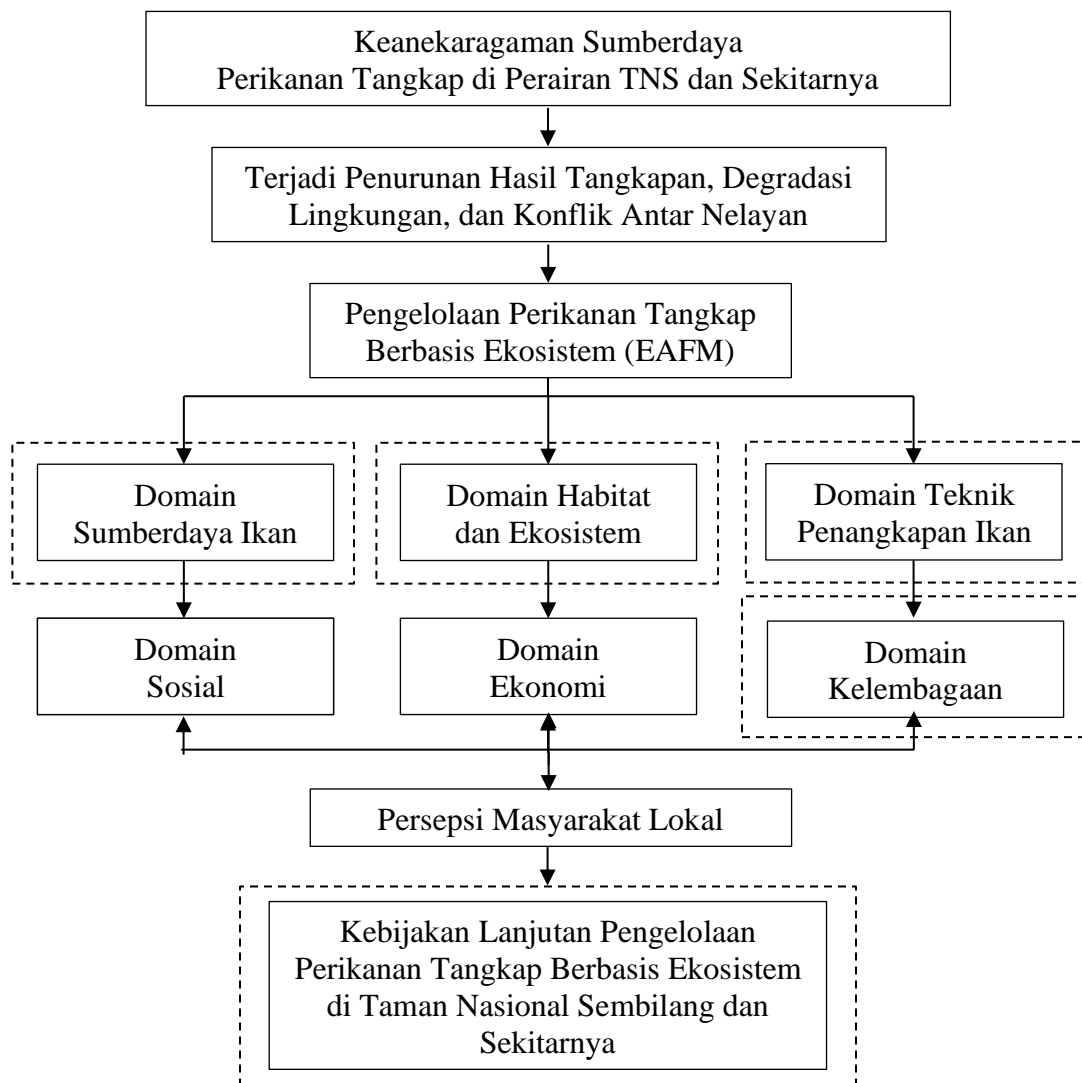 Keanekaragaman Sumberdaya
Perikanan Tangkap di Perairan TNS dan Sekitarnya
Terjadi Penurunan Hasil Tangkapan, Degradasi
Lingkungan, dan Konflik Antar Nelayan
Pengelolaan Perikanan Tangkap
Berbasis Ekosistem (EAFM)
Domain
Sumberdaya Ikan
Domain Habitat
dan Ekosistem
Domain Teknik
Penangkapan Ikan
Domain
Sosial
Domain
Ekonomi
Domain
Kelembagaan
Persepsi Masyarakat Lokal
Kebijakan Lanjutan Pengelolaan
Perikanan Tangkap Berbasis Ekosistem
di Taman Nasional Sembilang dan
Sekitarnya